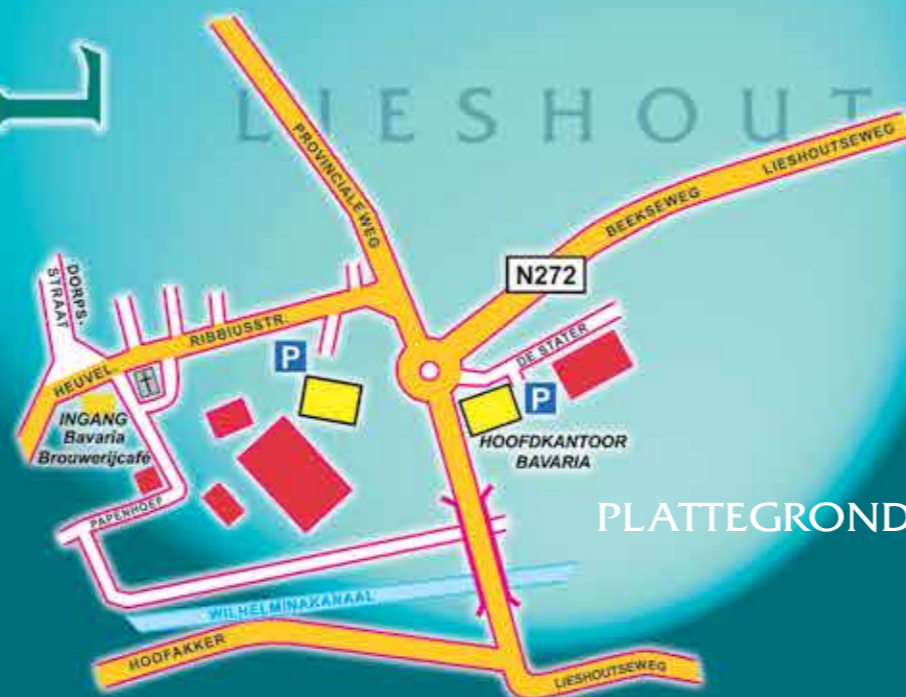 L
LIESHOUT
PROVINCIALEWEG
LIESHOUTSEWEG
BEEKSEWEG
N272
DORPS-
STRAAT
RIBBIUSSTR.
DE STATER
HEUVEL
P
P
INGANG
Bavaria
Brouwerijcafé
HOOFDKANTOOR
BAVARIA
PAPENHOEF
PLATTEGROND
WILHELMINAKANAAL
HOOFAKKER
LIESHOUTSEWEG